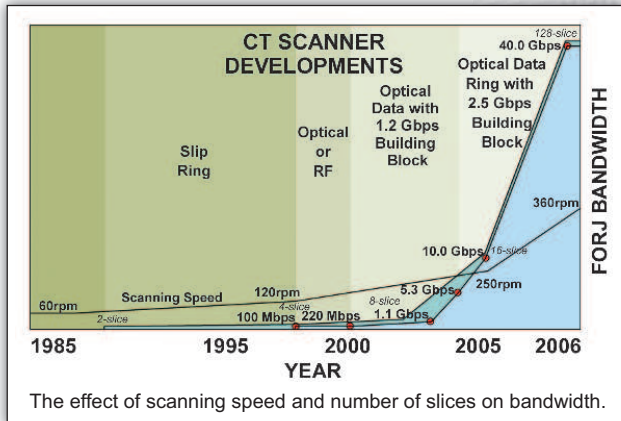 CT SCANNER
DEVELOPMENTS
128-slice
40.0 Gbps
Optical Data
Ring with
2.5 Gbps
Building
Block
Optical
Data with
1.2 Gbps
Building
Block
Optical
or
RF
Slip
Ring
FORJ BANDWIDTH
360rpm
10.0 Gbps
16-slice
250rpm
5.3 Gbps
120rpm
Scanning Speed
60rpm
4-slice
8-slice
2-slice
100 Mbps
220 Mbps
1.1 Gbps
1985
1995
2000
2005
2006
YEAR
The effect of scanning speed and number of slices on bandwidth.